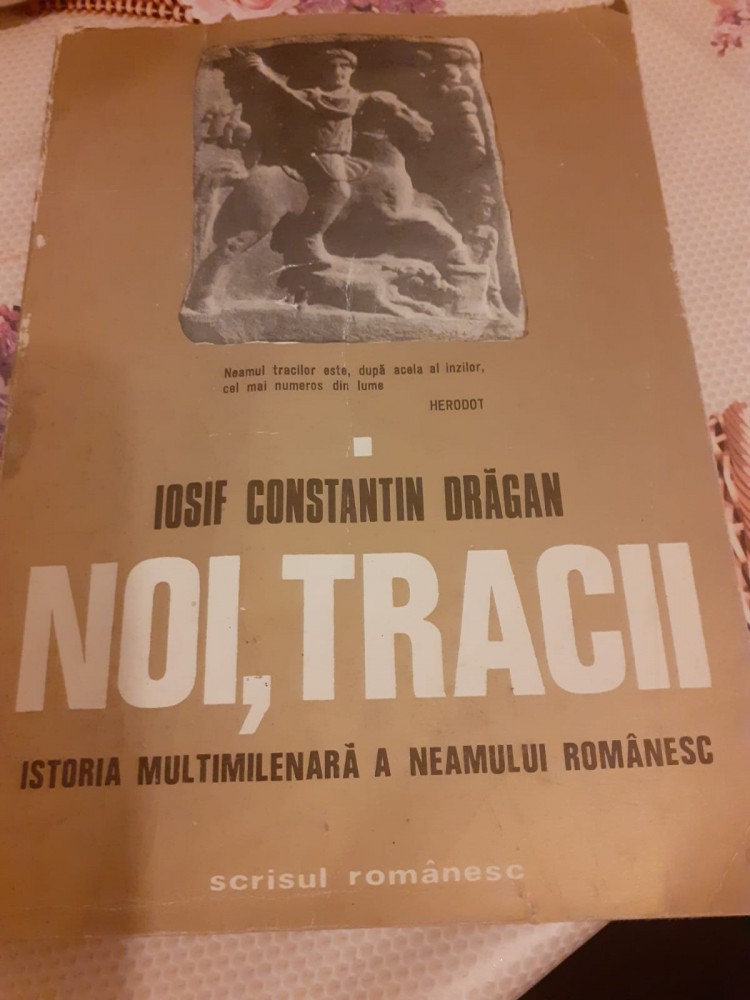 Neamul tracilor este, după acela al inzilor,
cel mai numeros din lume
HERODOT
IOSIF CONSTANTIN DRĂGAN
NOI, TRACII
ISTORIA MULTIMILENARĂ A NEAMULUI ROMÂNESC
scrisul românesc